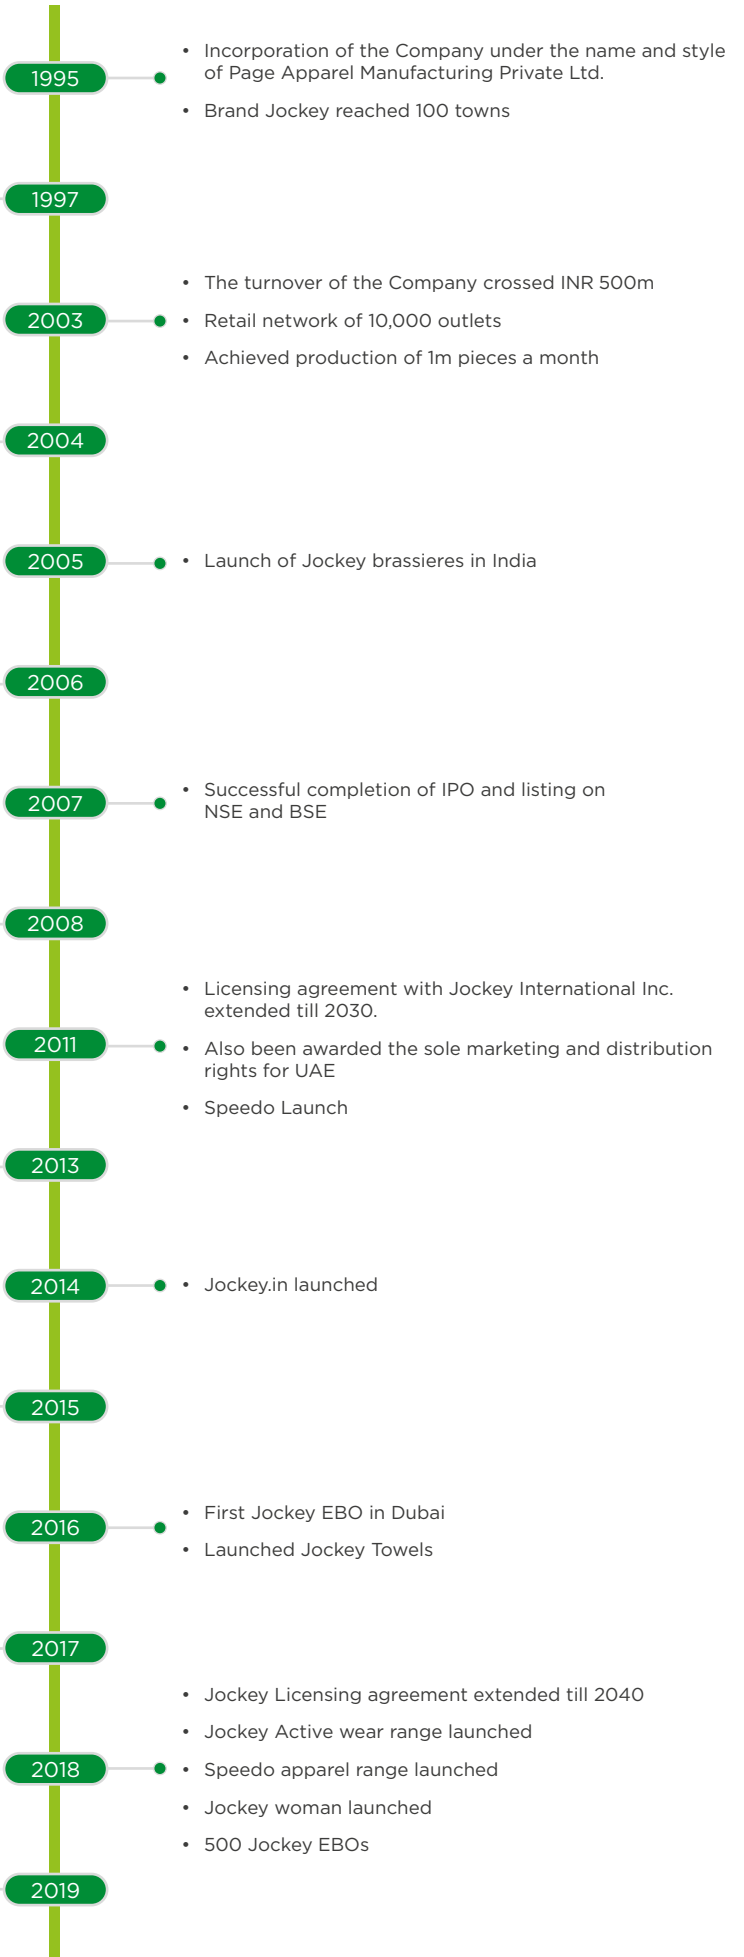 1995
• Incorporation of the Company under the name and style
of Page Apparel Manufacturing Private Ltd.
• Brand Jockey reached 100 towns
1997
2003
• The turnover of the Company crossed INR 500m
• Retail network of 10,000 outlets
• Achieved production of 1m pieces a month
2004
2005
• Launch of Jockey brassieres in India
2006
2007
• Successful completion of IPO and listing on
NSE and BSE
2008
2011
• Licensing agreement with Jockey International Inc.
extended till 2030.
• Also been awarded the sole marketing and distribution
rights for UAE
• Speedo Launch
2013
2014
• Jockey.in launched
2015
2016
• First Jockey EBO in Dubai
• Launched Jockey Towels
2017
2018
• Jockey Licensing agreement extended till 2040
• Jockey Active wear range launched
• Speedo apparel range launched
• Jockey woman launched
• 500 Jockey EBOs
2019